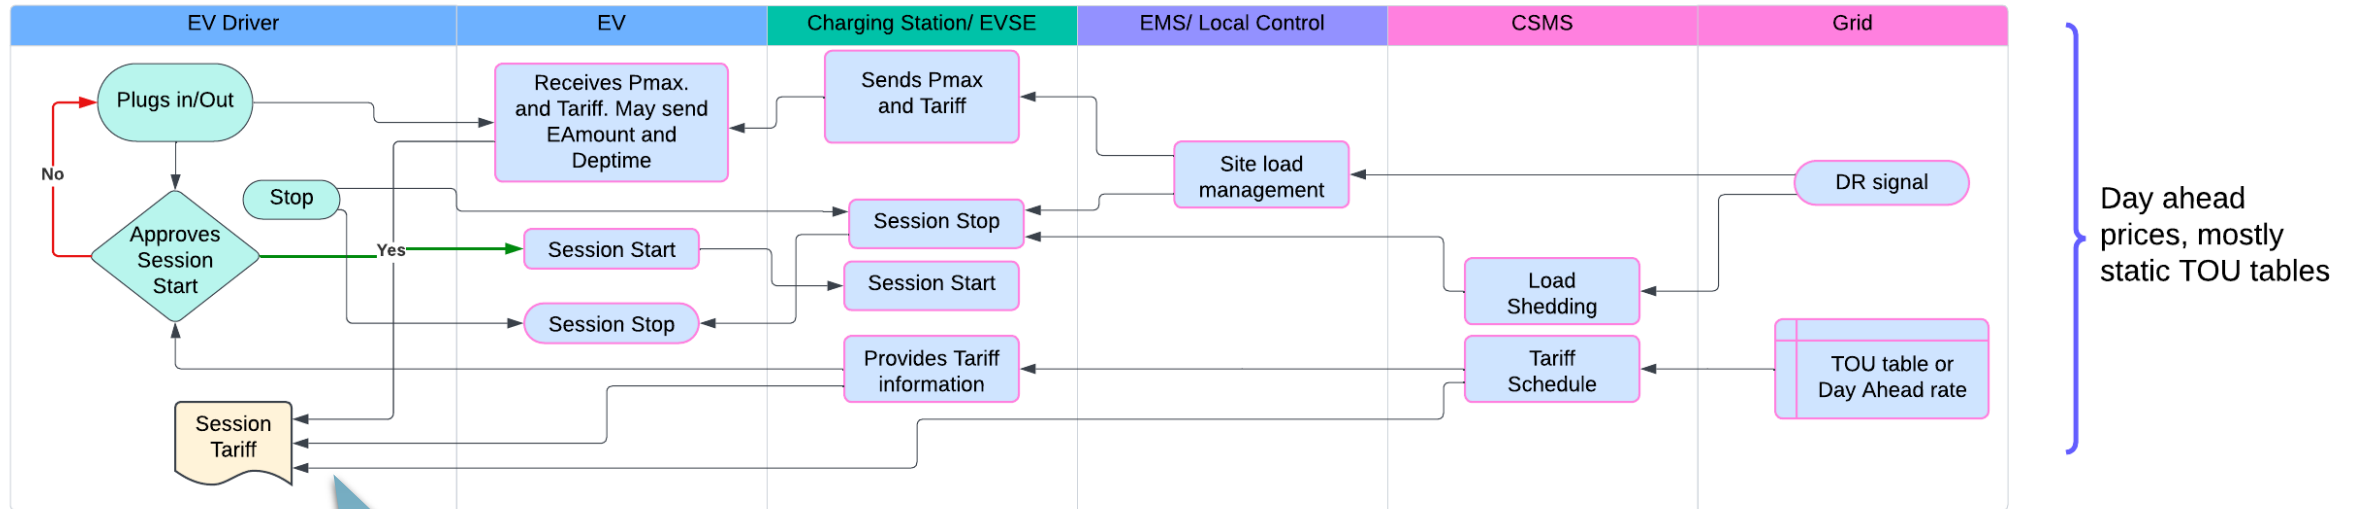 EV Driver
EV
Charging Station/ EVSE
EMS/ Local Control
CSMS
Grid
Plugs in/Out
Receives Pmax.
and Tariff. May send
EAmount and
Deptime
Sends Pmax
and Tariff
Site load
management
DR signal
No
Stop
Approves
Session
Start
Yes
Session Start
Session Stop
Session Stop
Session Start
Load
Shedding
Provides Tariff
information
Tariff
Schedule
TOU table or
Day Ahead rate
Session
Tariff
Day ahead
prices, mostly
static TOU tables